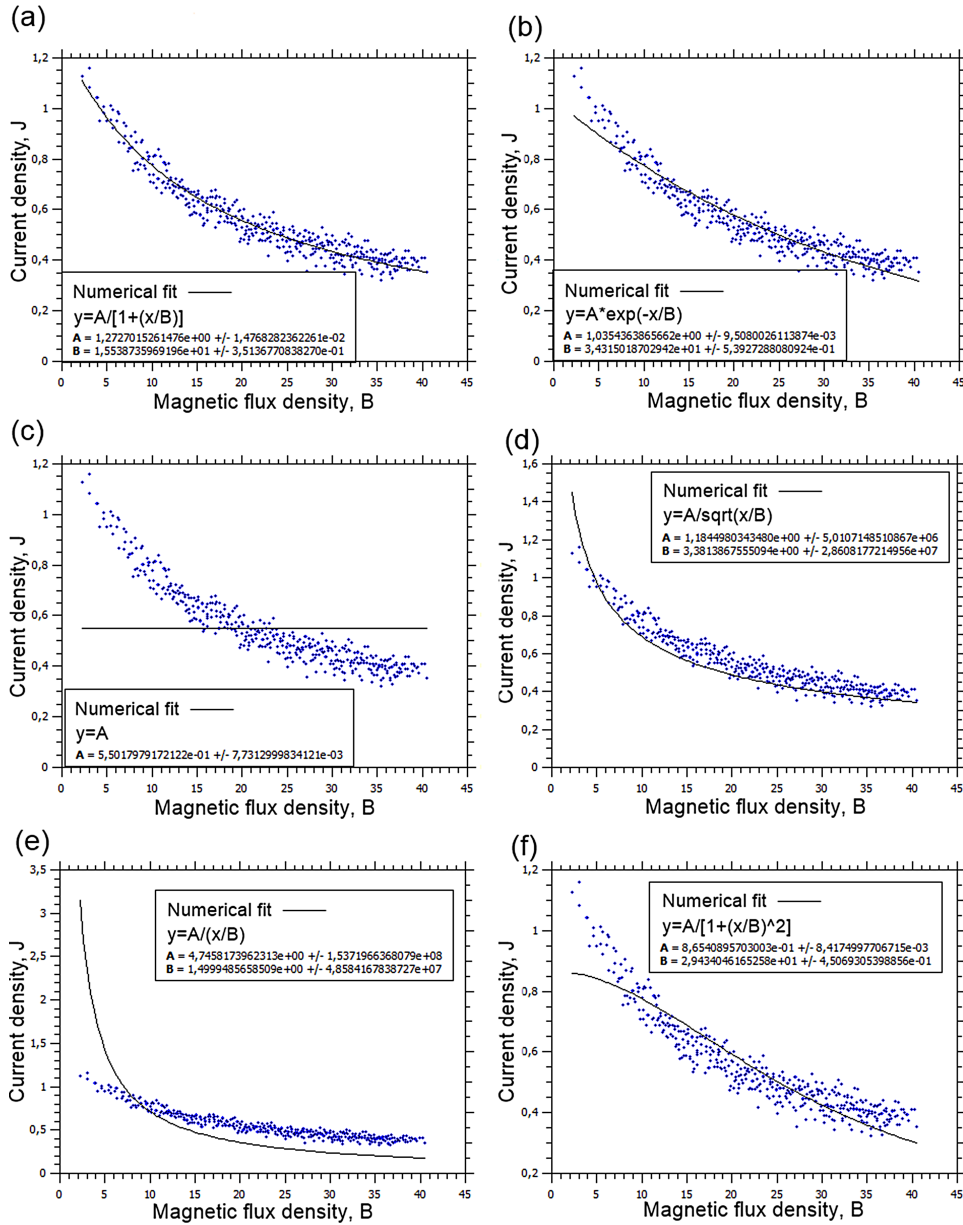 (a)
1,2
1
0,8
0,6
0,4
0,2
0
Current density, J
Numerical fit
y=A/[1+(x/B)]
A = 1,2727015261476e+00 +/- 1,4768282362261e-02
B = 1,5538735969196e+01 +/- 3,5136770838270e-01
0 5 10 15 20 25 30 35 40 45
Magnetic flux density, B
(b)
1,2
1
0,8
0,6
0,4
0,2
0
Current density, J
Numerical fit
y=A*exp(-x/B)
A = 1,0354363865662e+00 +/- 9,5080026113874e-03
B = 3,4315018702942e+01 +/- 5,3927288080924e-01
0 5 10 15 20 25 30 35 40 45
Magnetic flux density, B
(c)
1,2
1
0,8
0,6
0,4
0,2
0
Current density, J
Numerical fit
y=A
A = 5,5017979172122e-01 +/- 7,7312999834121e-03
0 5 10 15 20 25 30 35 40 45
Magnetic flux density, B
(d)
1,6
1,4
1,2
1
0,8
0,6
0,4
0,2
0
Current density, J
Numerical fit
y=A/sqrt(x/B)
A = 1,1844980343480e+00 +/- 5,0107148510867e+06
B = 3,3813867555094e+00 +/- 2,8608177214956e+07
0 5 10 15 20 25 30 35 40 45
Magnetic flux density, B
(e)
3,5
3
2,5
2
1,5
1
0,5
0
Current density, J
Numerical fit
y=A/(x/B)
A = 4,7458173962313e+00 +/- 1,5371966368079e+08
B = 1,4999485658509e+00 +/- 4,8584167838727e+07
0 5 10 15 20 25 30 35 40 45
Magnetic flux density, B
(f)
1,2
1
0,8
0,6
0,4
0,2
Current density, J
Numerical fit
y=A/[1+(x/B)^2]
A = 8,6540895703003e-01 +/- 8,4174997706715e-03
B = 2,9434046165258e+01 +/- 4,5069305398856e-01
0 5 10 15 20 25 30 35 40 45
Magnetic flux density, B